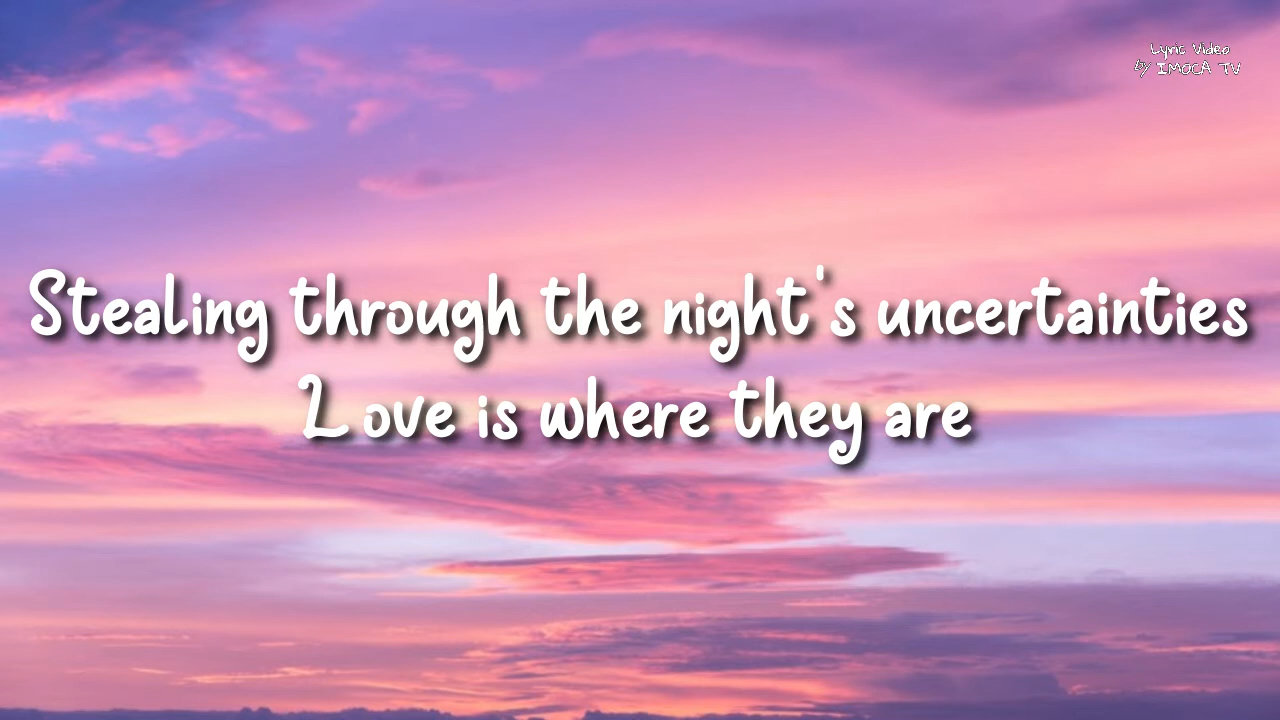 Lyric Video
by IMOCA TV
Stealing through the night's uncertainties
Love is where they are